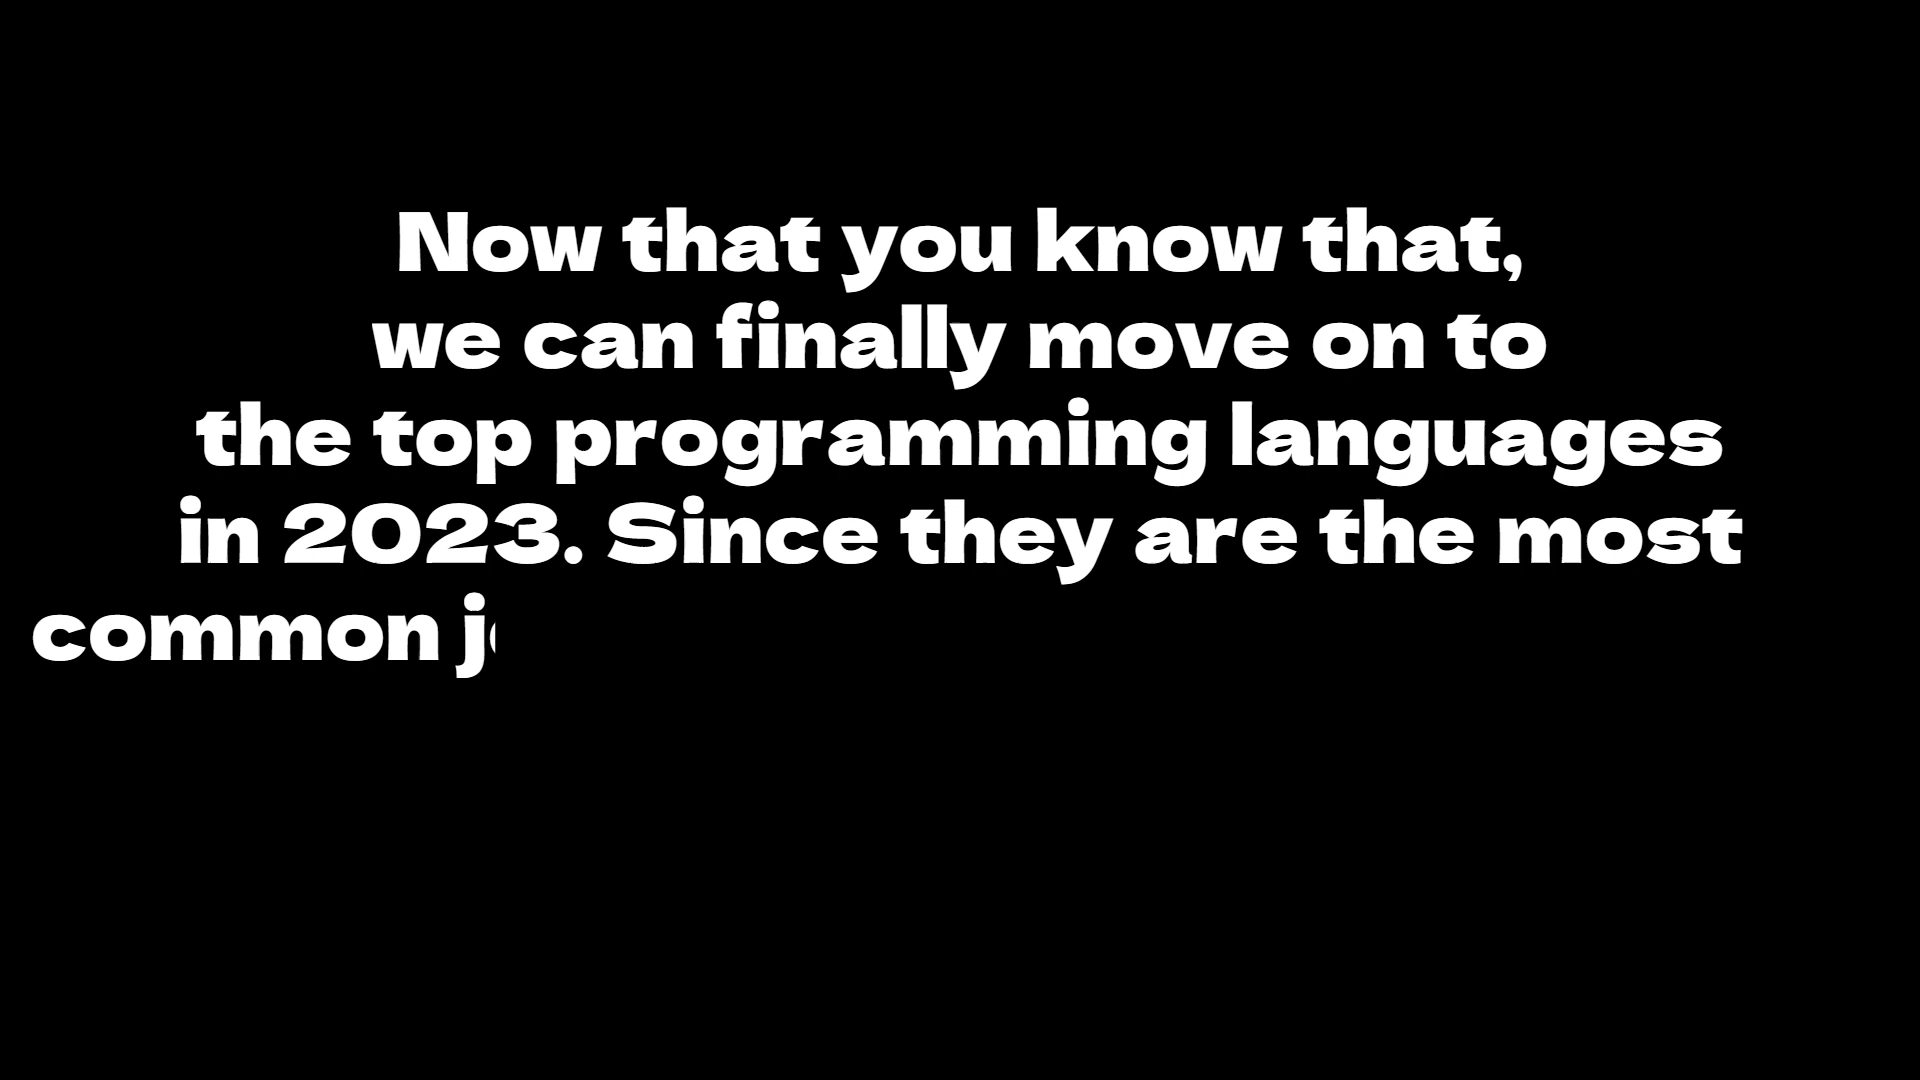 Now that you know that,
we can finally move on to
the top programming languages
in 2023. Since they are the most
common